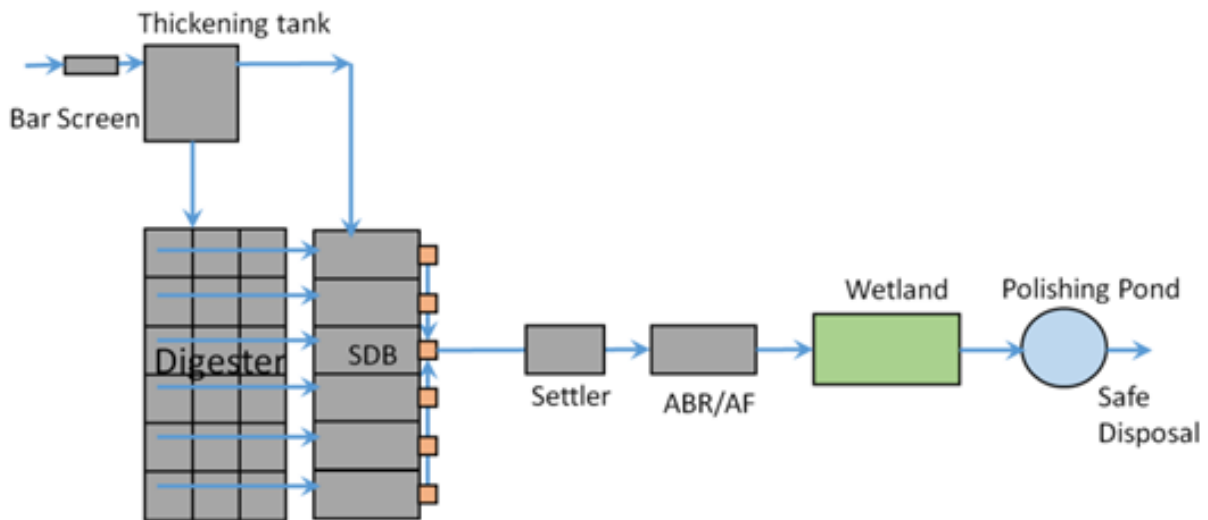 Thickening tank
Bar Screen
Digester
SDB
Settler
ABR/AF
Wetland
Polishing Pond
Safe
Disposal